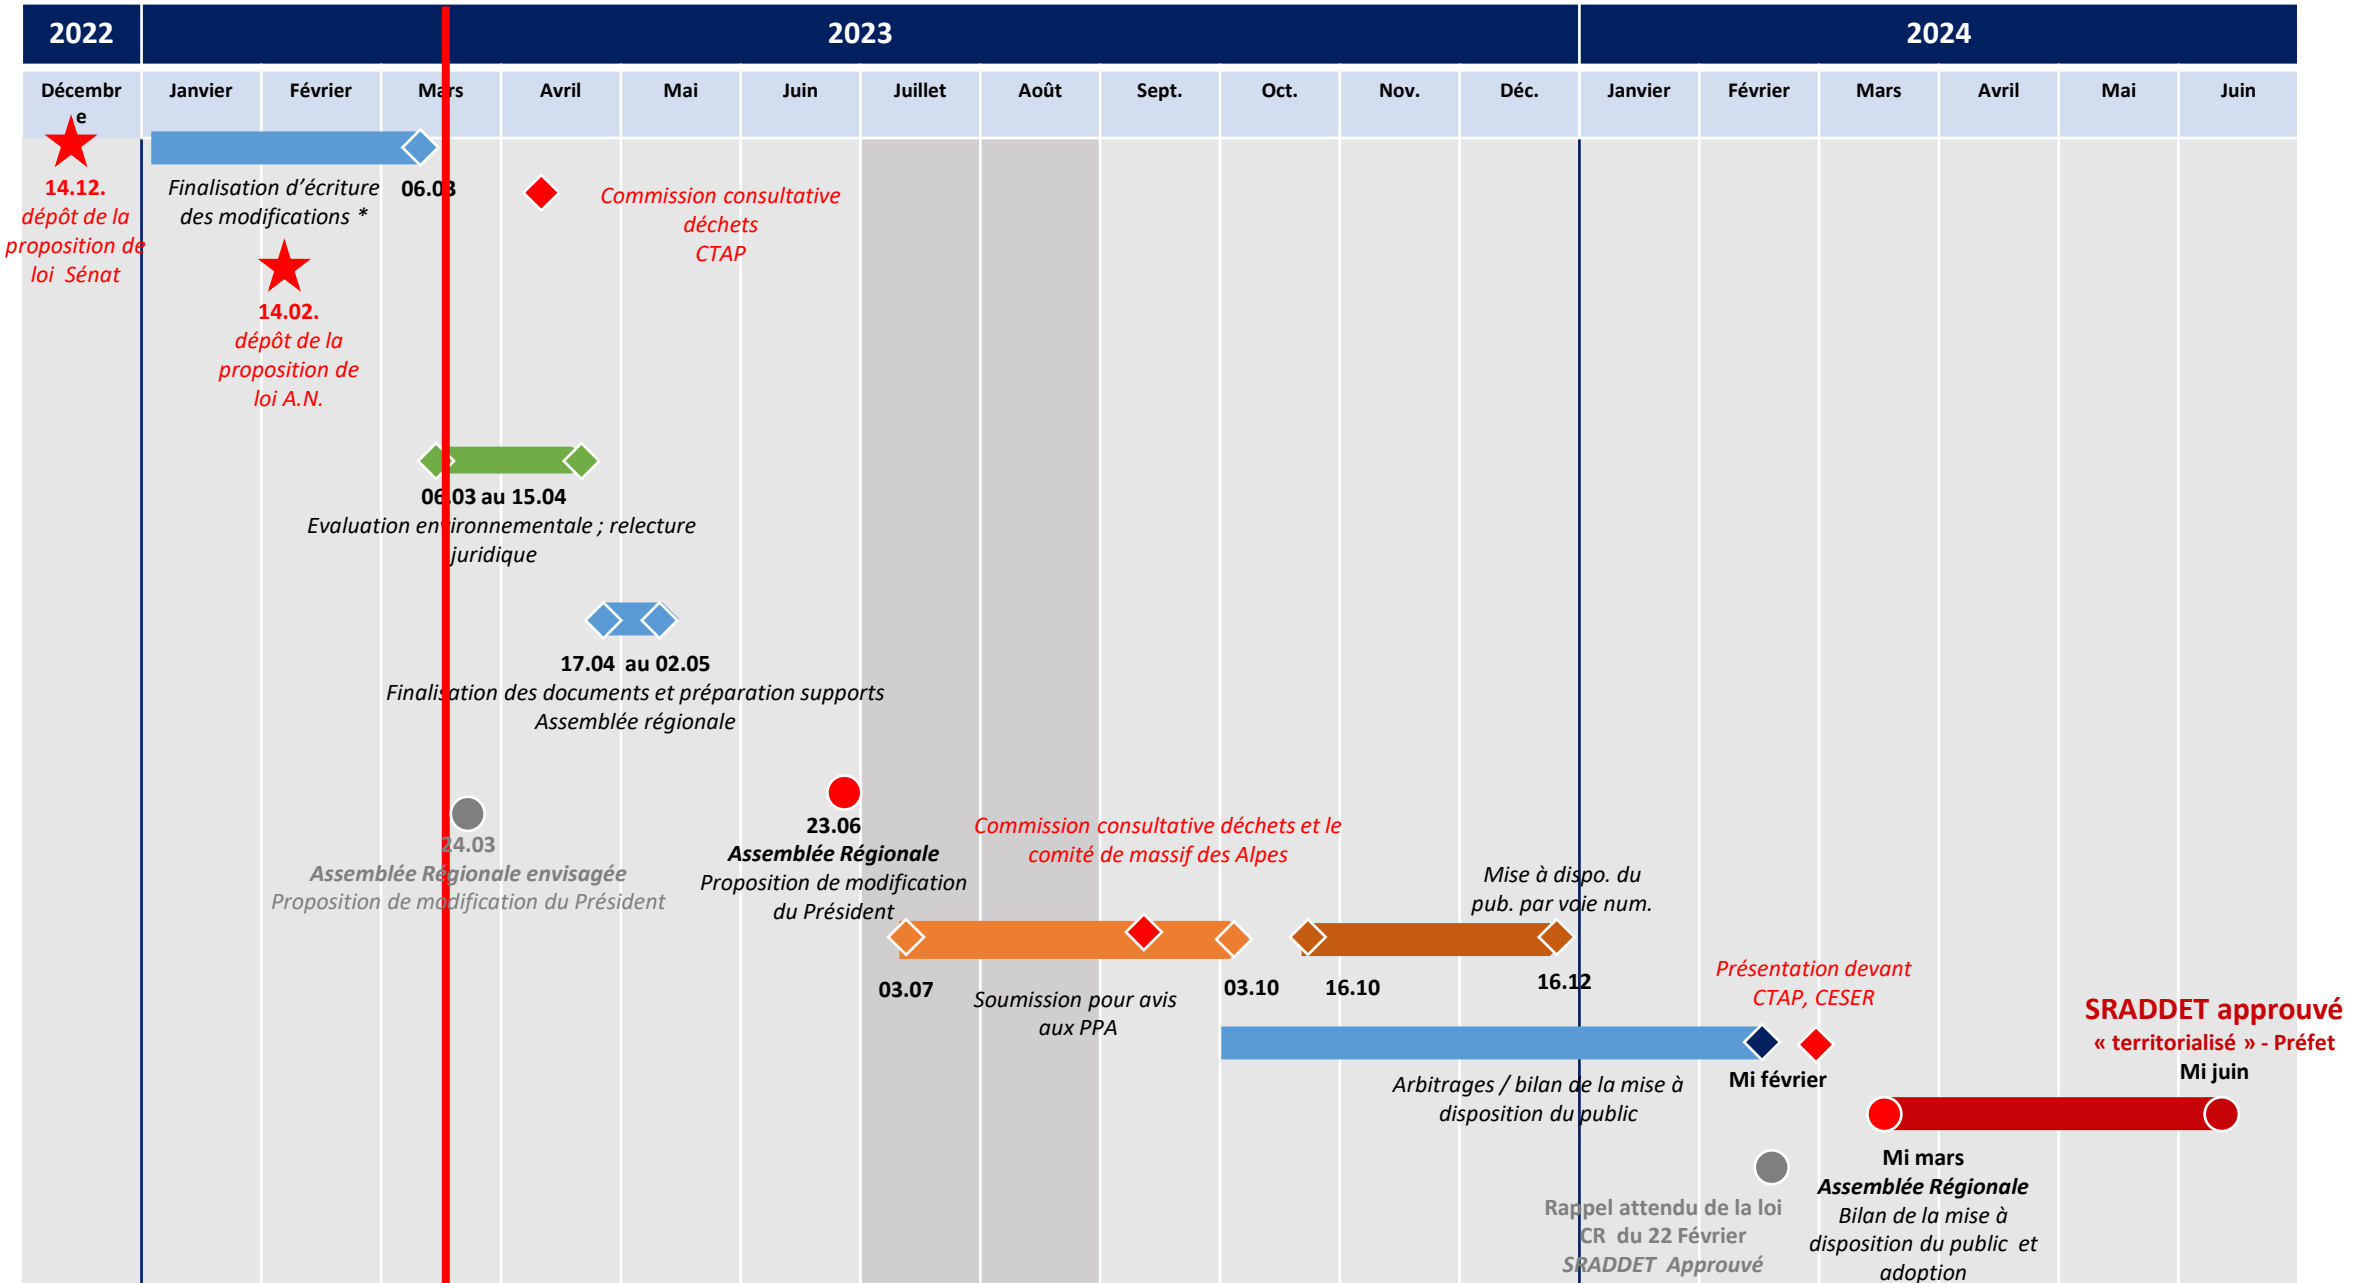 2022
2023
2024
Décembr
e
Janvier
Février
Mars
Avril
Mai
Juin
Juillet
Août
Sept.
Oct.
Nov.
Déc.
Janvier
Février
Mars
Avril
Mai
Juin
14.12.
dépôt de la
proposition de
loi Sénat
Finalisation d'écriture
des modifications *
06.03
Commission consultative
déchets
CTAP
14.02.
dépôt de la
proposition de
loi A.N.
06.03 au 15.04
Evaluation environnementale ; relecture
juridique
17.04 au 02.05
Finalisation des documents et préparation supports
Assemblée régionale
24.03
Assemblée Régionale envisagée
Proposition de modification du Président
23.06
Assemblée Régionale
Proposition de modification
du Président
Commission consultative déchets et le
comité de massif des Alpes
Mise à dispo. du
pub. par voie num.
03.07
Soumission pour avis
aux PPA
03.10
16.10
16.12
Présentation devant
CTAP, CESER
SRADDET approuvé
« territorialisé » - Préfet
Mi juin
Arbitrages / bilan de la mise à
disposition du public
Mi février
Rappel attendu de la loi
CR du 22 Février
SRADDET Approuvé
Mi mars
Assemblée Régionale
Bilan de la mise à
disposition du public et
adoption